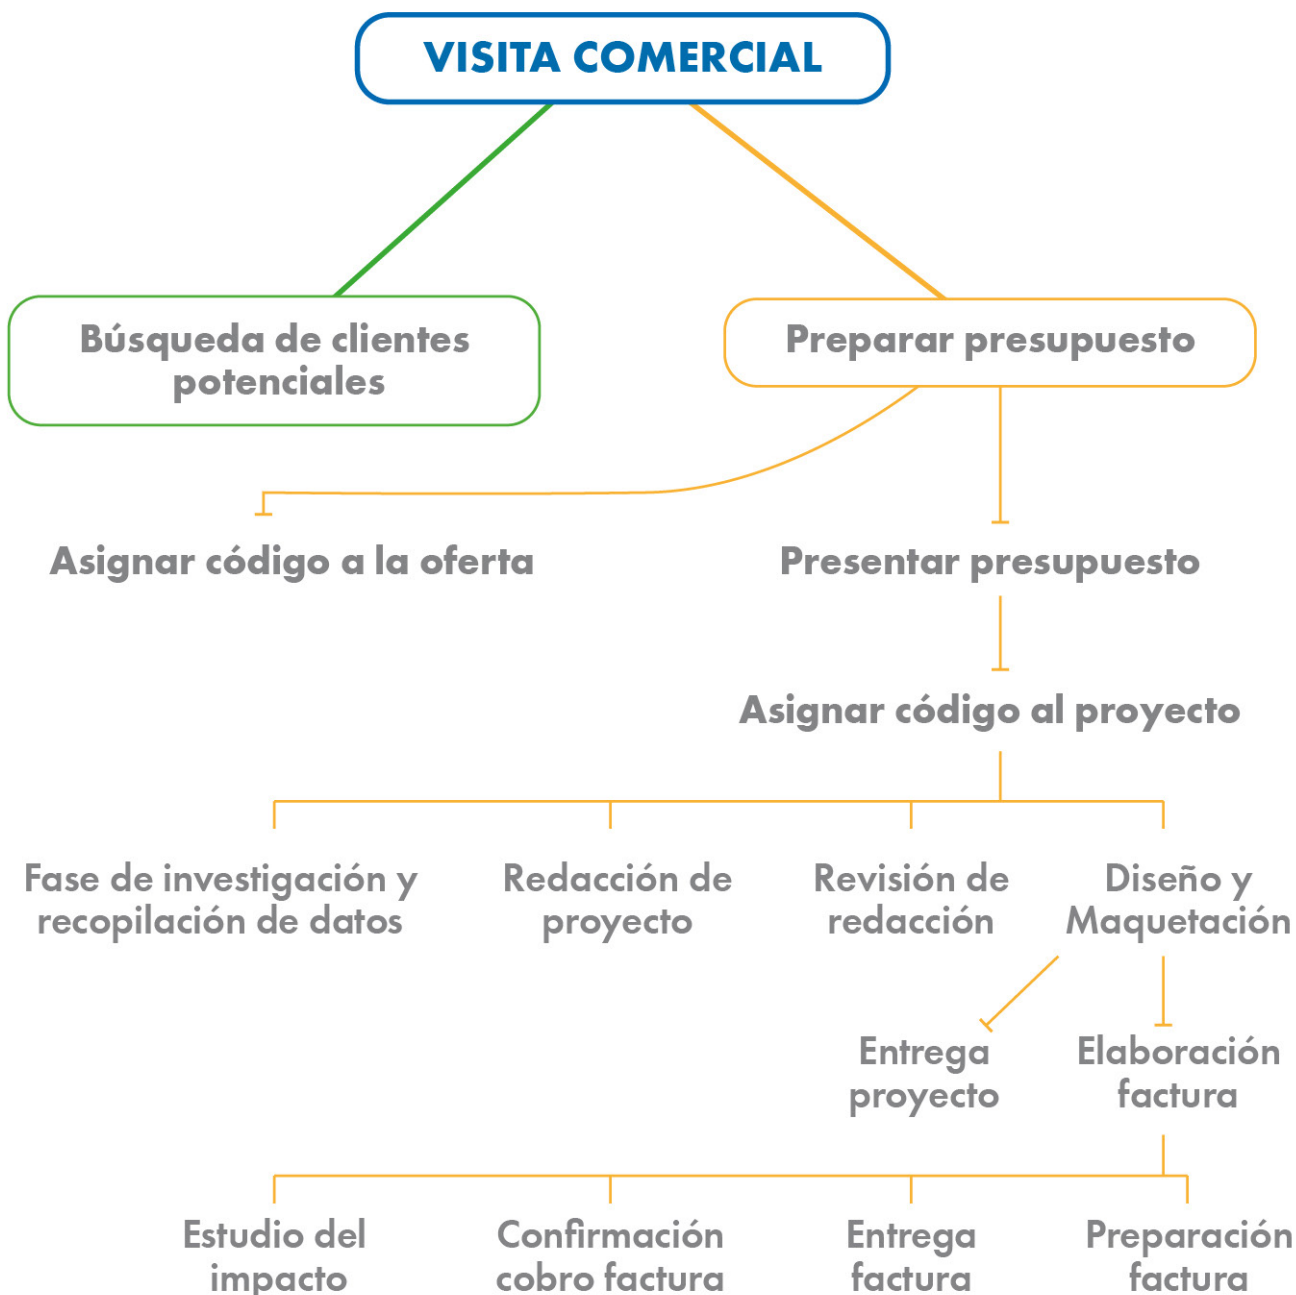 VISITA COMERCIAL
Búsqueda de clientes
potenciales
Preparar presupuesto
Asignar código a la oferta
Presentar presupuesto
Asignar código al proyecto
Fase de investigación y
recopilación de datos
Redacción de
proyecto
Revisión de
redacción
Diseño y
Maquetación
Entrega
proyecto
Elaboración
factura
Estudio del
impacto
Confirmación
cobro factura
Entrega
factura
Preparación
factura